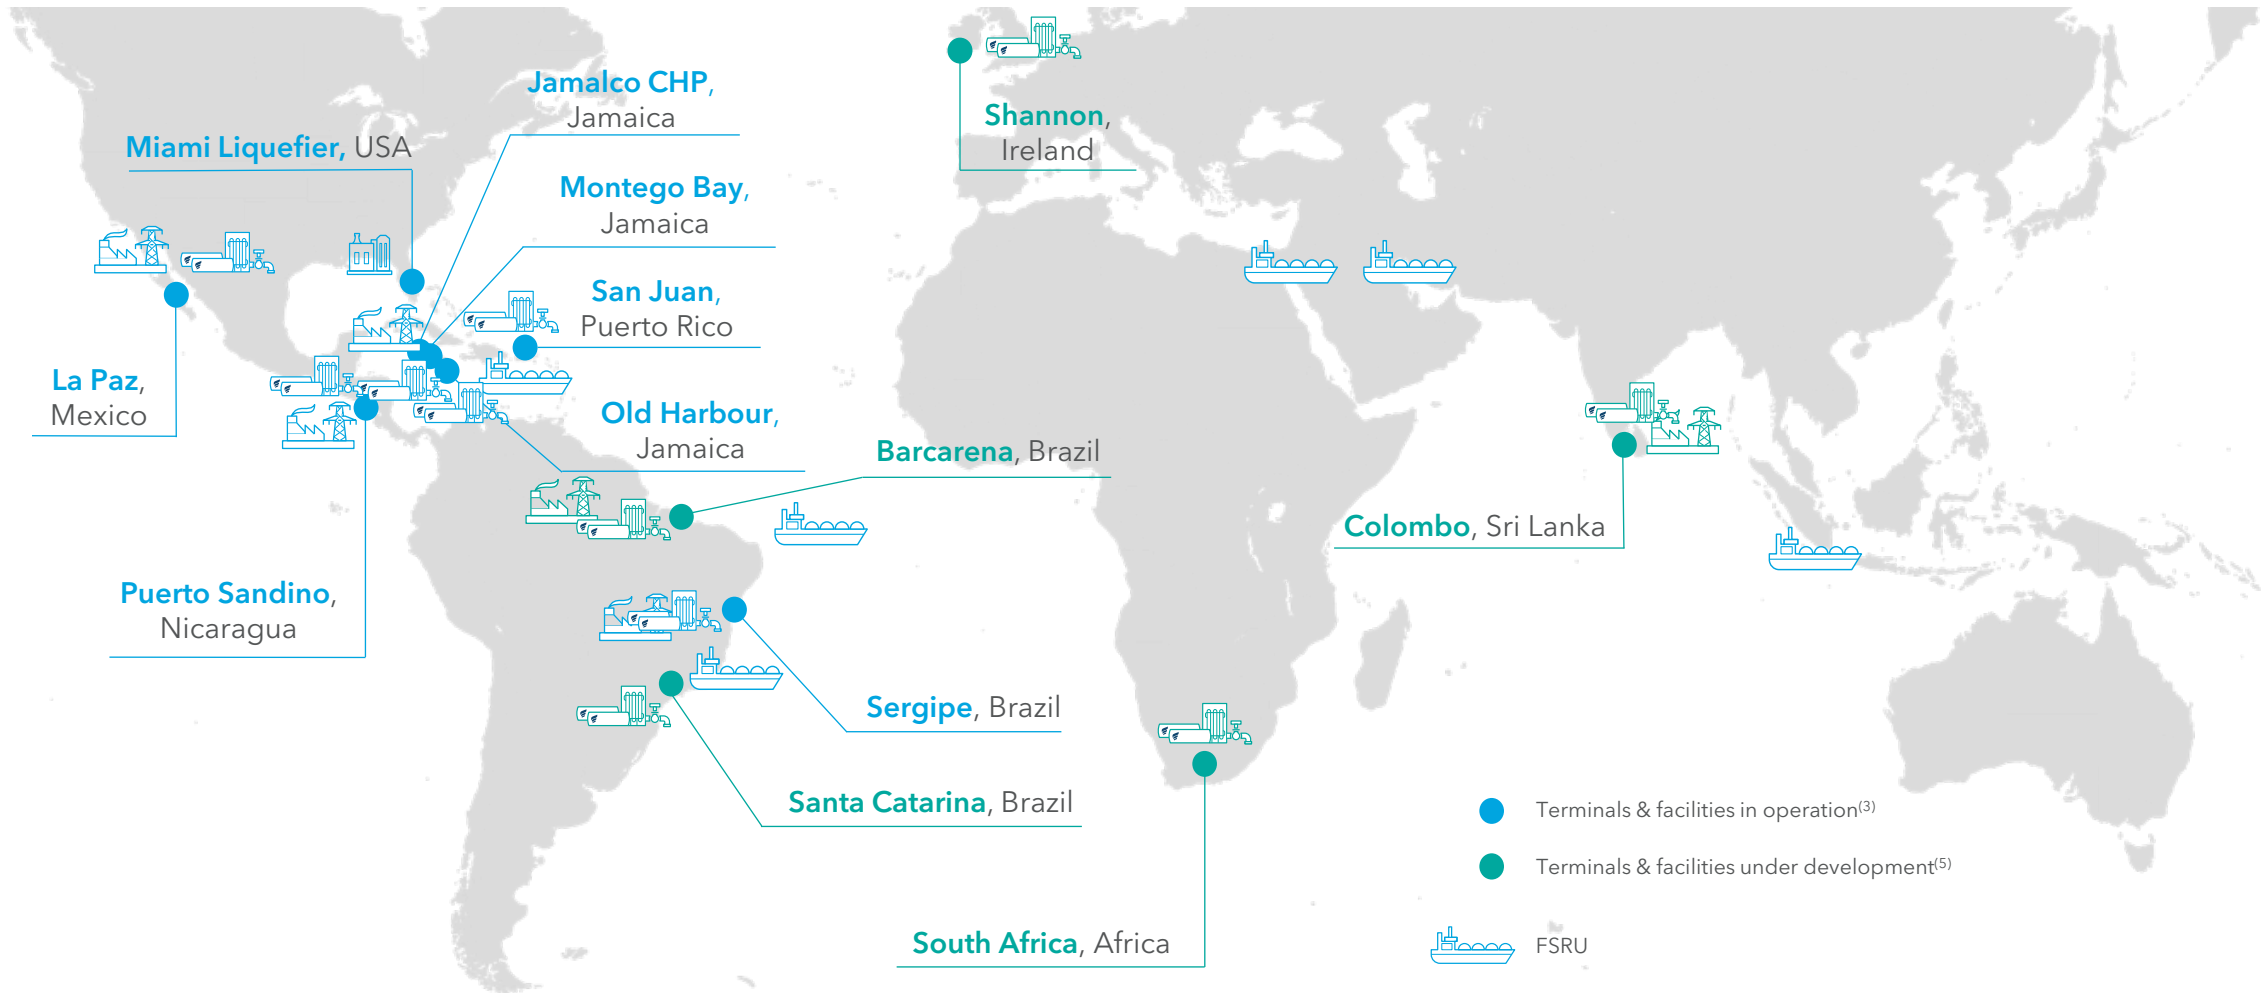 Jamalco CHP,
Jamaica
Miami Liquefier, USA
Montego Bay,
Jamaica
San Juan,
Puerto Rico
La Paz,
Mexico
Old Harbour,
Jamaica
Barcarena, Brazil
Puerto Sandino,
Nicaragua
Sergipe, Brazil
Santa Catarina, Brazil
Shannon,
Ireland
Colombo, Sri Lanka
South Africa, Africa
Terminals & facilities in operation(3)
Terminals & facilities under development(5)
FSRU